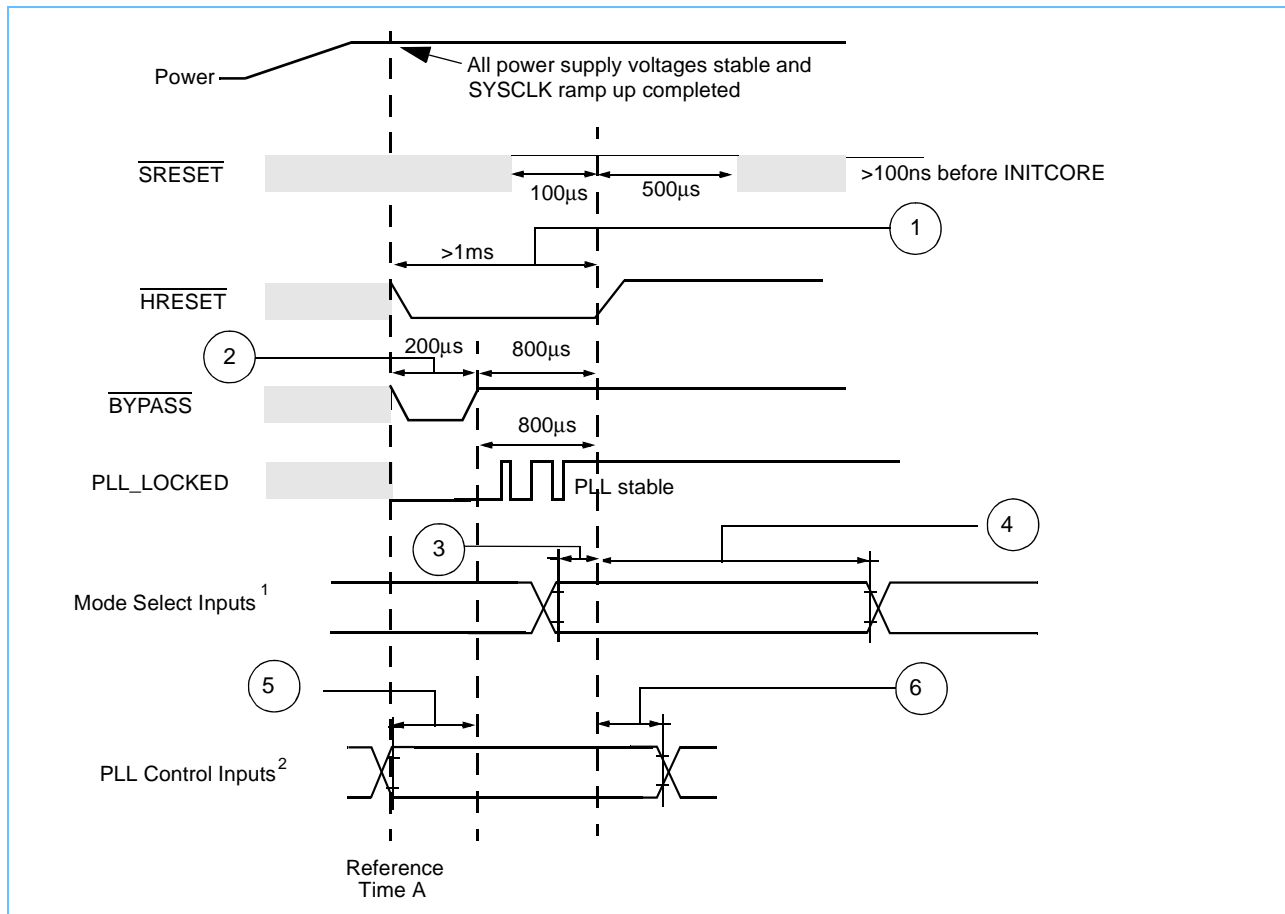 Power
All power supply voltages stable and
SYSCLK ramp up completed
SRESET
100μs
500μs
>100ns before INITCORE
1
>1ms
HRESET
2
200μs
800μs
BYPASS
800μs
PLL_LOCKED
PLL stable
3
4
Mode Select Inputs 1
5
6
PLL Control Inputs 2
Reference
Time A